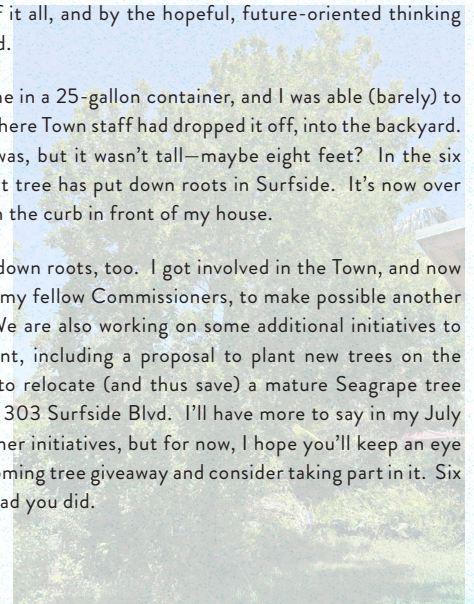 it all, and by the hopeful, future-oriented thinking
in a 25-gallon container, and I was able (barely) to
here Town staff had dropped it off, into the backyard.
was, but it wasn’t tall—maybe eight feet?  In the six
t tree has put down roots in Surfside.  It’s now over
the curb in front of my house.
down roots, too.  I got involved in the Town, and now
my fellow Commissioners, to make possible another
We are also working on some additional initiatives to
nt, including a proposal to plant new trees on the
to relocate (and thus save) a mature Seagrape tree
303 Surfside Blvd.  I’ll have more to say in my July
her initiatives, but for now, I hope you’ll keep an eye
oming tree giveaway and consider taking part in it.  Six
ad you did.